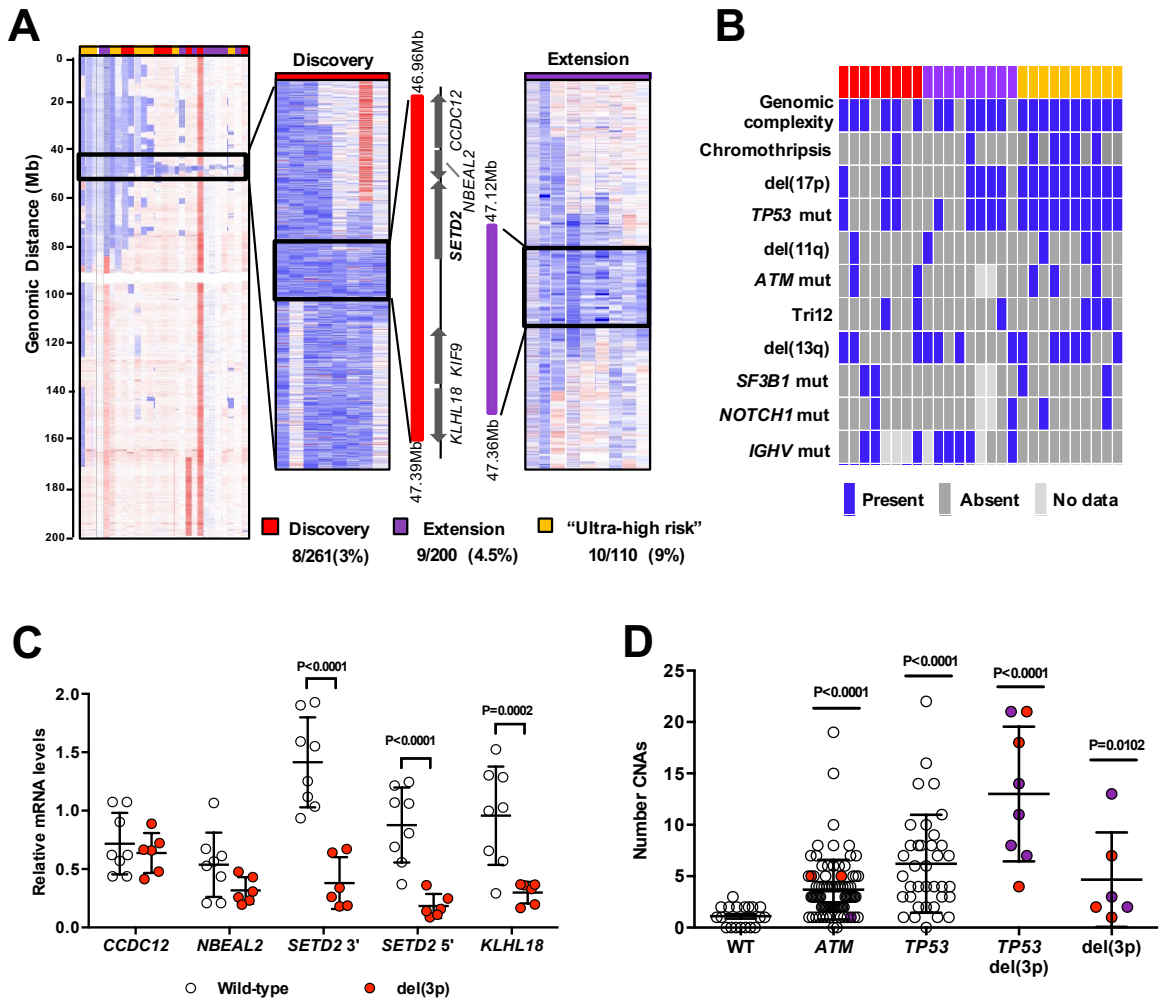 A
Genomic Distance (Mb)
0
20
40
60
80
100
120
140
160
180
200
Discovery
46.96Mb
47.39Mb
CCDC12
NBEAL2
SETD2
KIF9
KLHL18
47.12Mb
47.36Mb
Extension
Discovery
8/261(3%)
Extension
9/200 (4.5%)
“Ultra-high risk”
10/110 (9%)
B
Genomic
complexity
Chromothripsis
del(17p)
TP53 mut
del(11q)
ATM mut
Tri12
del(13q)
SF3B1 mut
NOTCH1 mut
IGHV mut
Present
Absent
No data
C
Relative mRNA levels
2.0
1.5
1.0
0.5
0.0
P<0.0001
P<0.0001
P=0.0002
CCDC12
NBEAL2
SETD2 3'
SETD2 5'
KLHL18
Wild-type
del(3p)
D
Number CNAs
25
20
15
10
5
0
P<0.0001
P<0.0001
P<0.0001
P=0.0102
WT
ATM
TP53
TP53
del(3p)
del(3p)